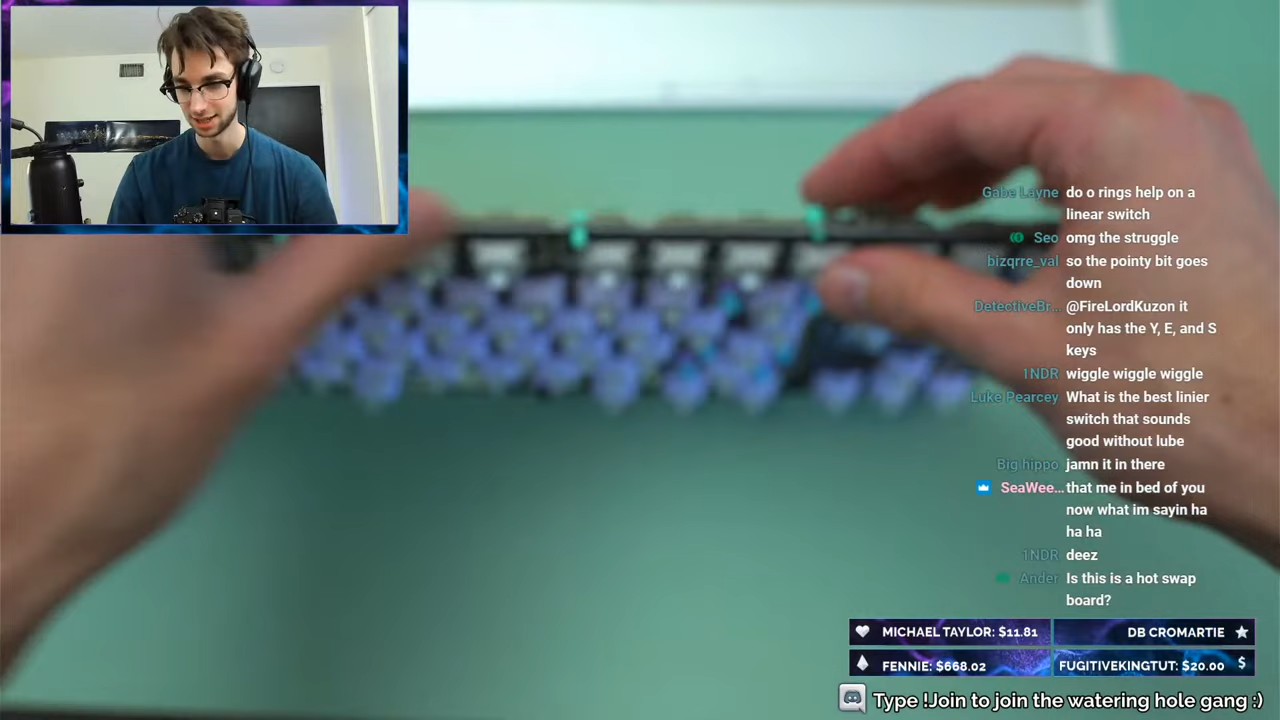 Gabe Layne do o rings help on a
linear switch
Seo omg the struggle
bizqrre_val so the pointy bit goes
down
DetectiveBr... @FireLordKuzon it
only has the Y, E, and S
keys
1NDR wiggle wiggle wiggle
Luke Pearcey What is the best linier
switch that sounds
good without lube
Big hippo jamn it in there
SeaWee... that me in bed of you
now what im sayin ha
ha ha
1NDR deez
Ander Is this is a hot swap
board?
MICHAEL TAYLOR: $11.81 DB CROMARTIE
FENNIE: $668.02 FUGITIVEKINGTUT: $20.00
Type !Join to join the watering hole gang :)